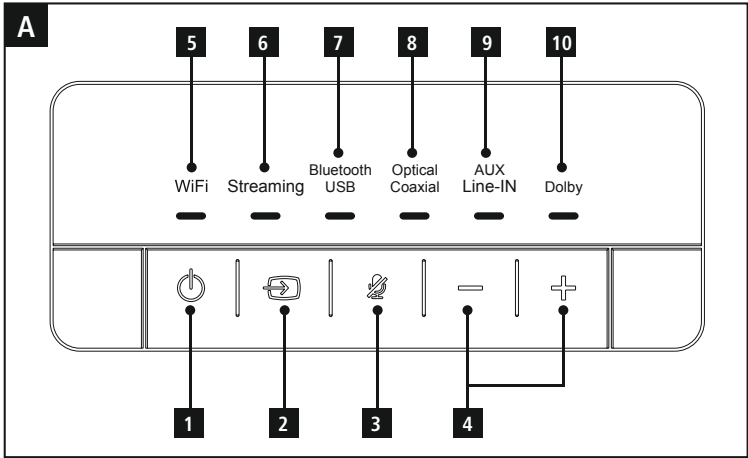 A
5 6 7 8 9 10
WiFi
Streaming
Bluetooth
USB
Optical
Coaxial
AUX
Line-IN
Dolby
1 2 3 4